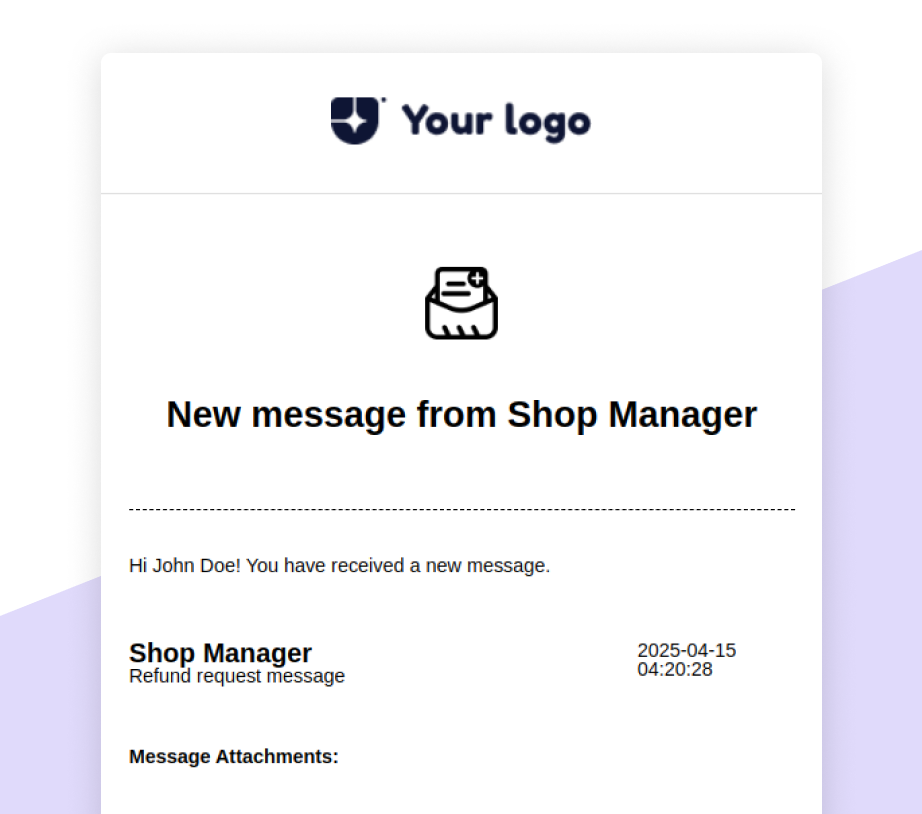 Your logo
New message from Shop Manager
Hi John Doe! You have received a new message.
Shop Manager
Refund request message
2025-04-15
04:20:28
Message Attachments: